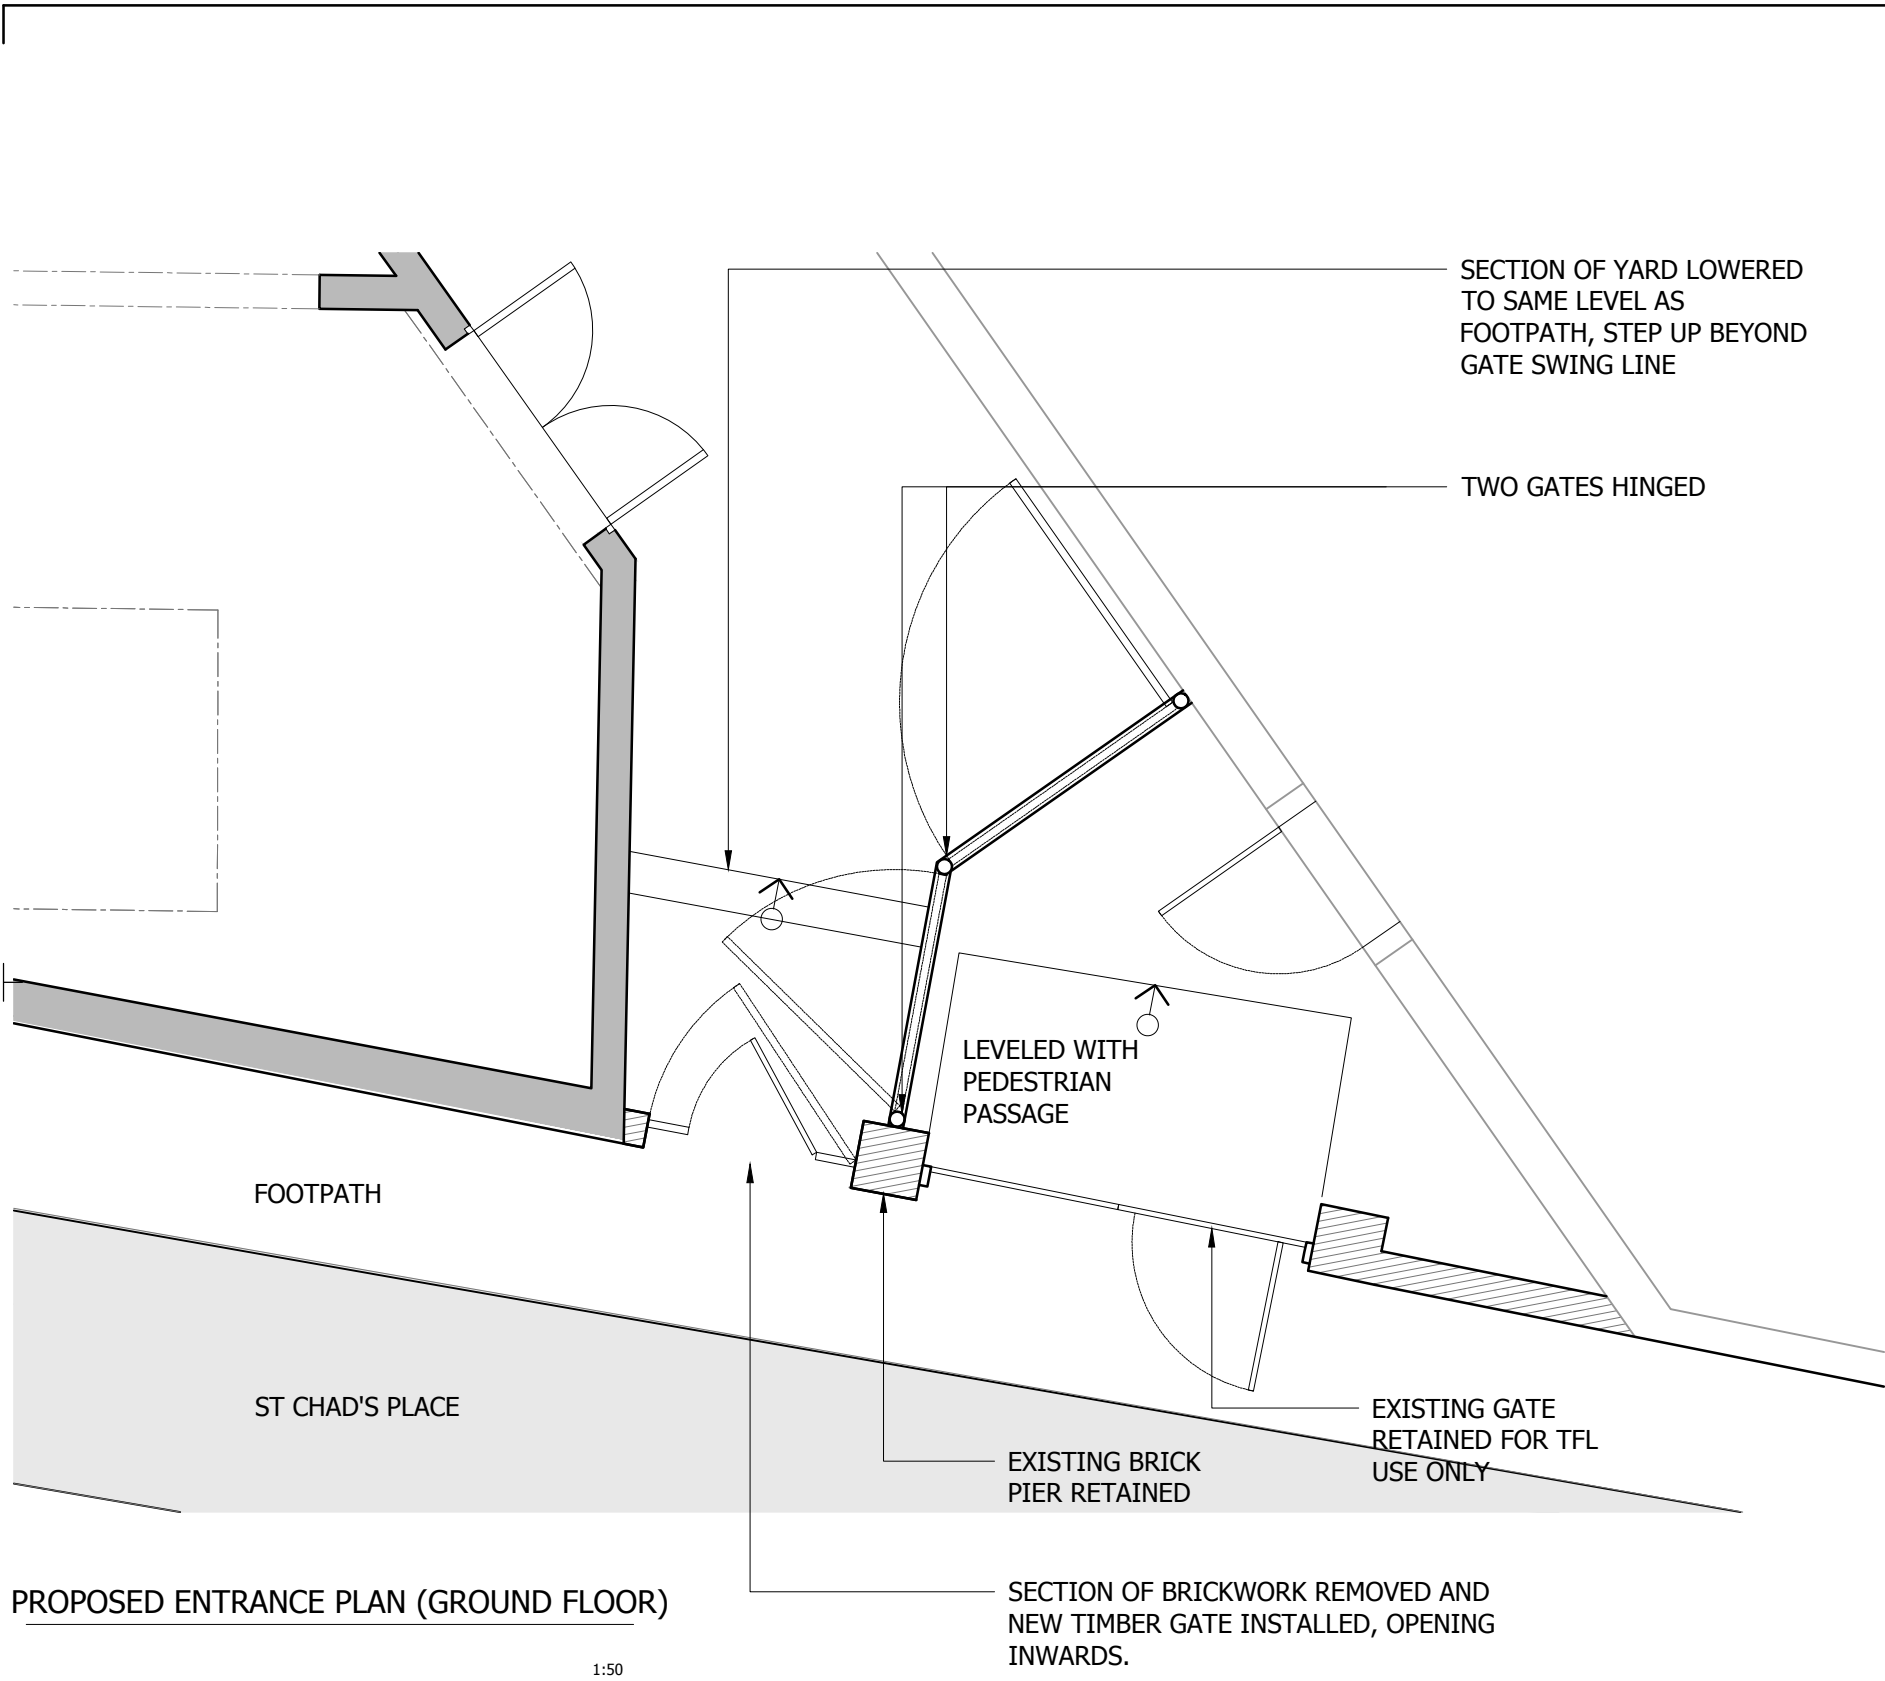 SECTION OF YARD LOWERED
TO SAME LEVEL AS
FOOTPATH, STEP UP BEYOND
GATE SWING LINE
TWO GATES HINGED
LEVELED WITH
PEDESTRIAN
PASSAGE
FOOTPATH
ST CHAD'S PLACE
EXISTING GATE
RETAINED FOR TFL
USE ONLY
EXISTING BRICK
PIER RETAINED
SECTION OF BRICKWORK REMOVED AND
NEW TIMBER GATE INSTALLED, OPENING
INWARDS.
PROPOSED ENTRANCE PLAN (GROUND FLOOR)
1:50